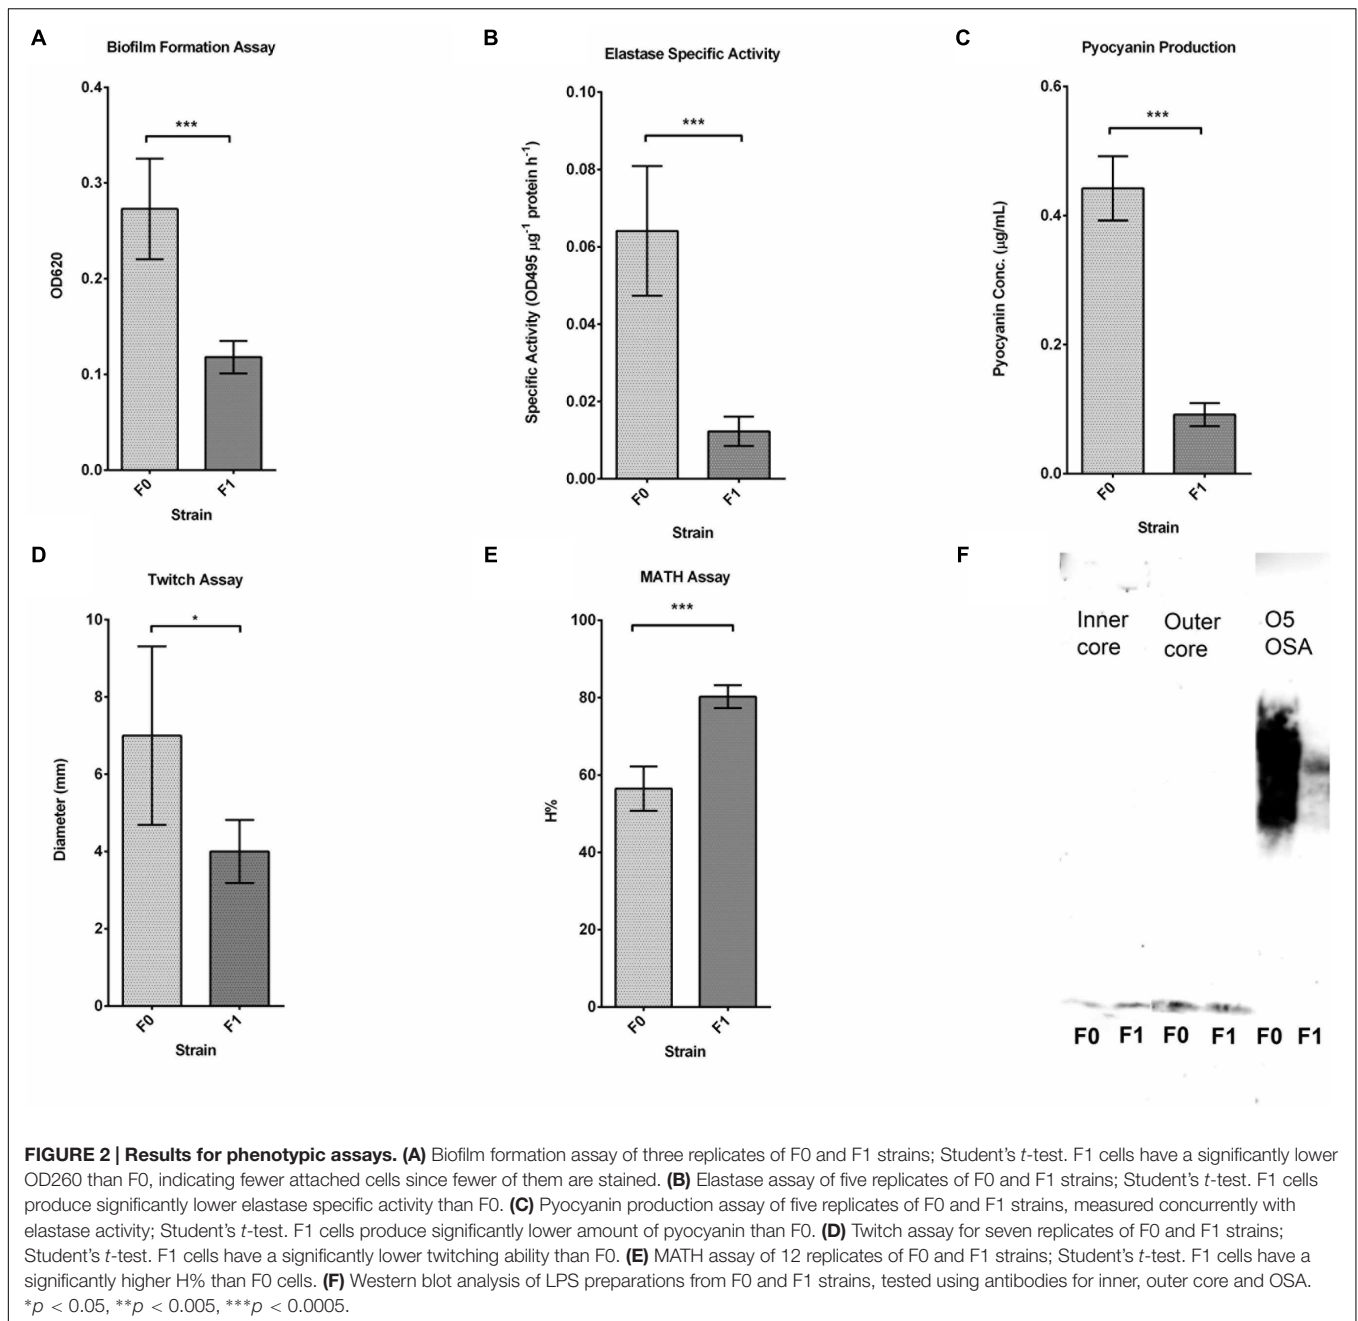 A
Biofilm Formation Assay
0.4
0.3
0.2
0.1
0.0
OD620
***
F0
F1
Strain
B
Elastase Specific Activity
0.10
0.08
0.06
0.04
0.02
0.00
Specific Activity (OD495 μg⁻¹ protein h⁻¹)
***
F0
F1
Strain
C
Pyocyanin Production
0.6
0.4
0.2
0.0
Pyocyanin Conc. (μg/mL)
***
F0
F1
Strain
D
Twitch Assay
10
8
6
4
2
0
Diameter (mm)
*
F0
F1
Strain
E
MATH Assay
100
80
60
40
20
0
H%
***
F0
F1
Strain
F
Inner core
Outer core
O5 OSA
F0 F1 F0 F1 F0 F1
FIGURE 2 | Results for phenotypic assays. (A) Biofilm formation assay of three replicates of F0 and F1 strains; Student's t-test. F1 cells have a significantly lower
OD260 than F0, indicating fewer attached cells since fewer of them are stained. (B) Elastase assay of five replicates of F0 and F1 strains; Student's t-test. F1 cells
produce significantly lower elastase specific activity than F0. (C) Pyocyanin production assay of five replicates of F0 and F1 strains, measured concurrently with
elastase activity; Student's t-test. F1 cells produce significantly lower amount of pyocyanin than F0. (D) Twitch assay for seven replicates of F0 and F1 strains;
Student's t-test. F1 cells have a significantly lower twitching ability than F0. (E) MATH assay of 12 replicates of F0 and F1 strains; Student's t-test. F1 cells have a
significantly higher H% than F0 cells. (F) Western blot analysis of LPS preparations from F0 and F1 strains, tested using antibodies for inner, outer core and OSA.
*p < 0.05, **p < 0.005, ***p < 0.0005.